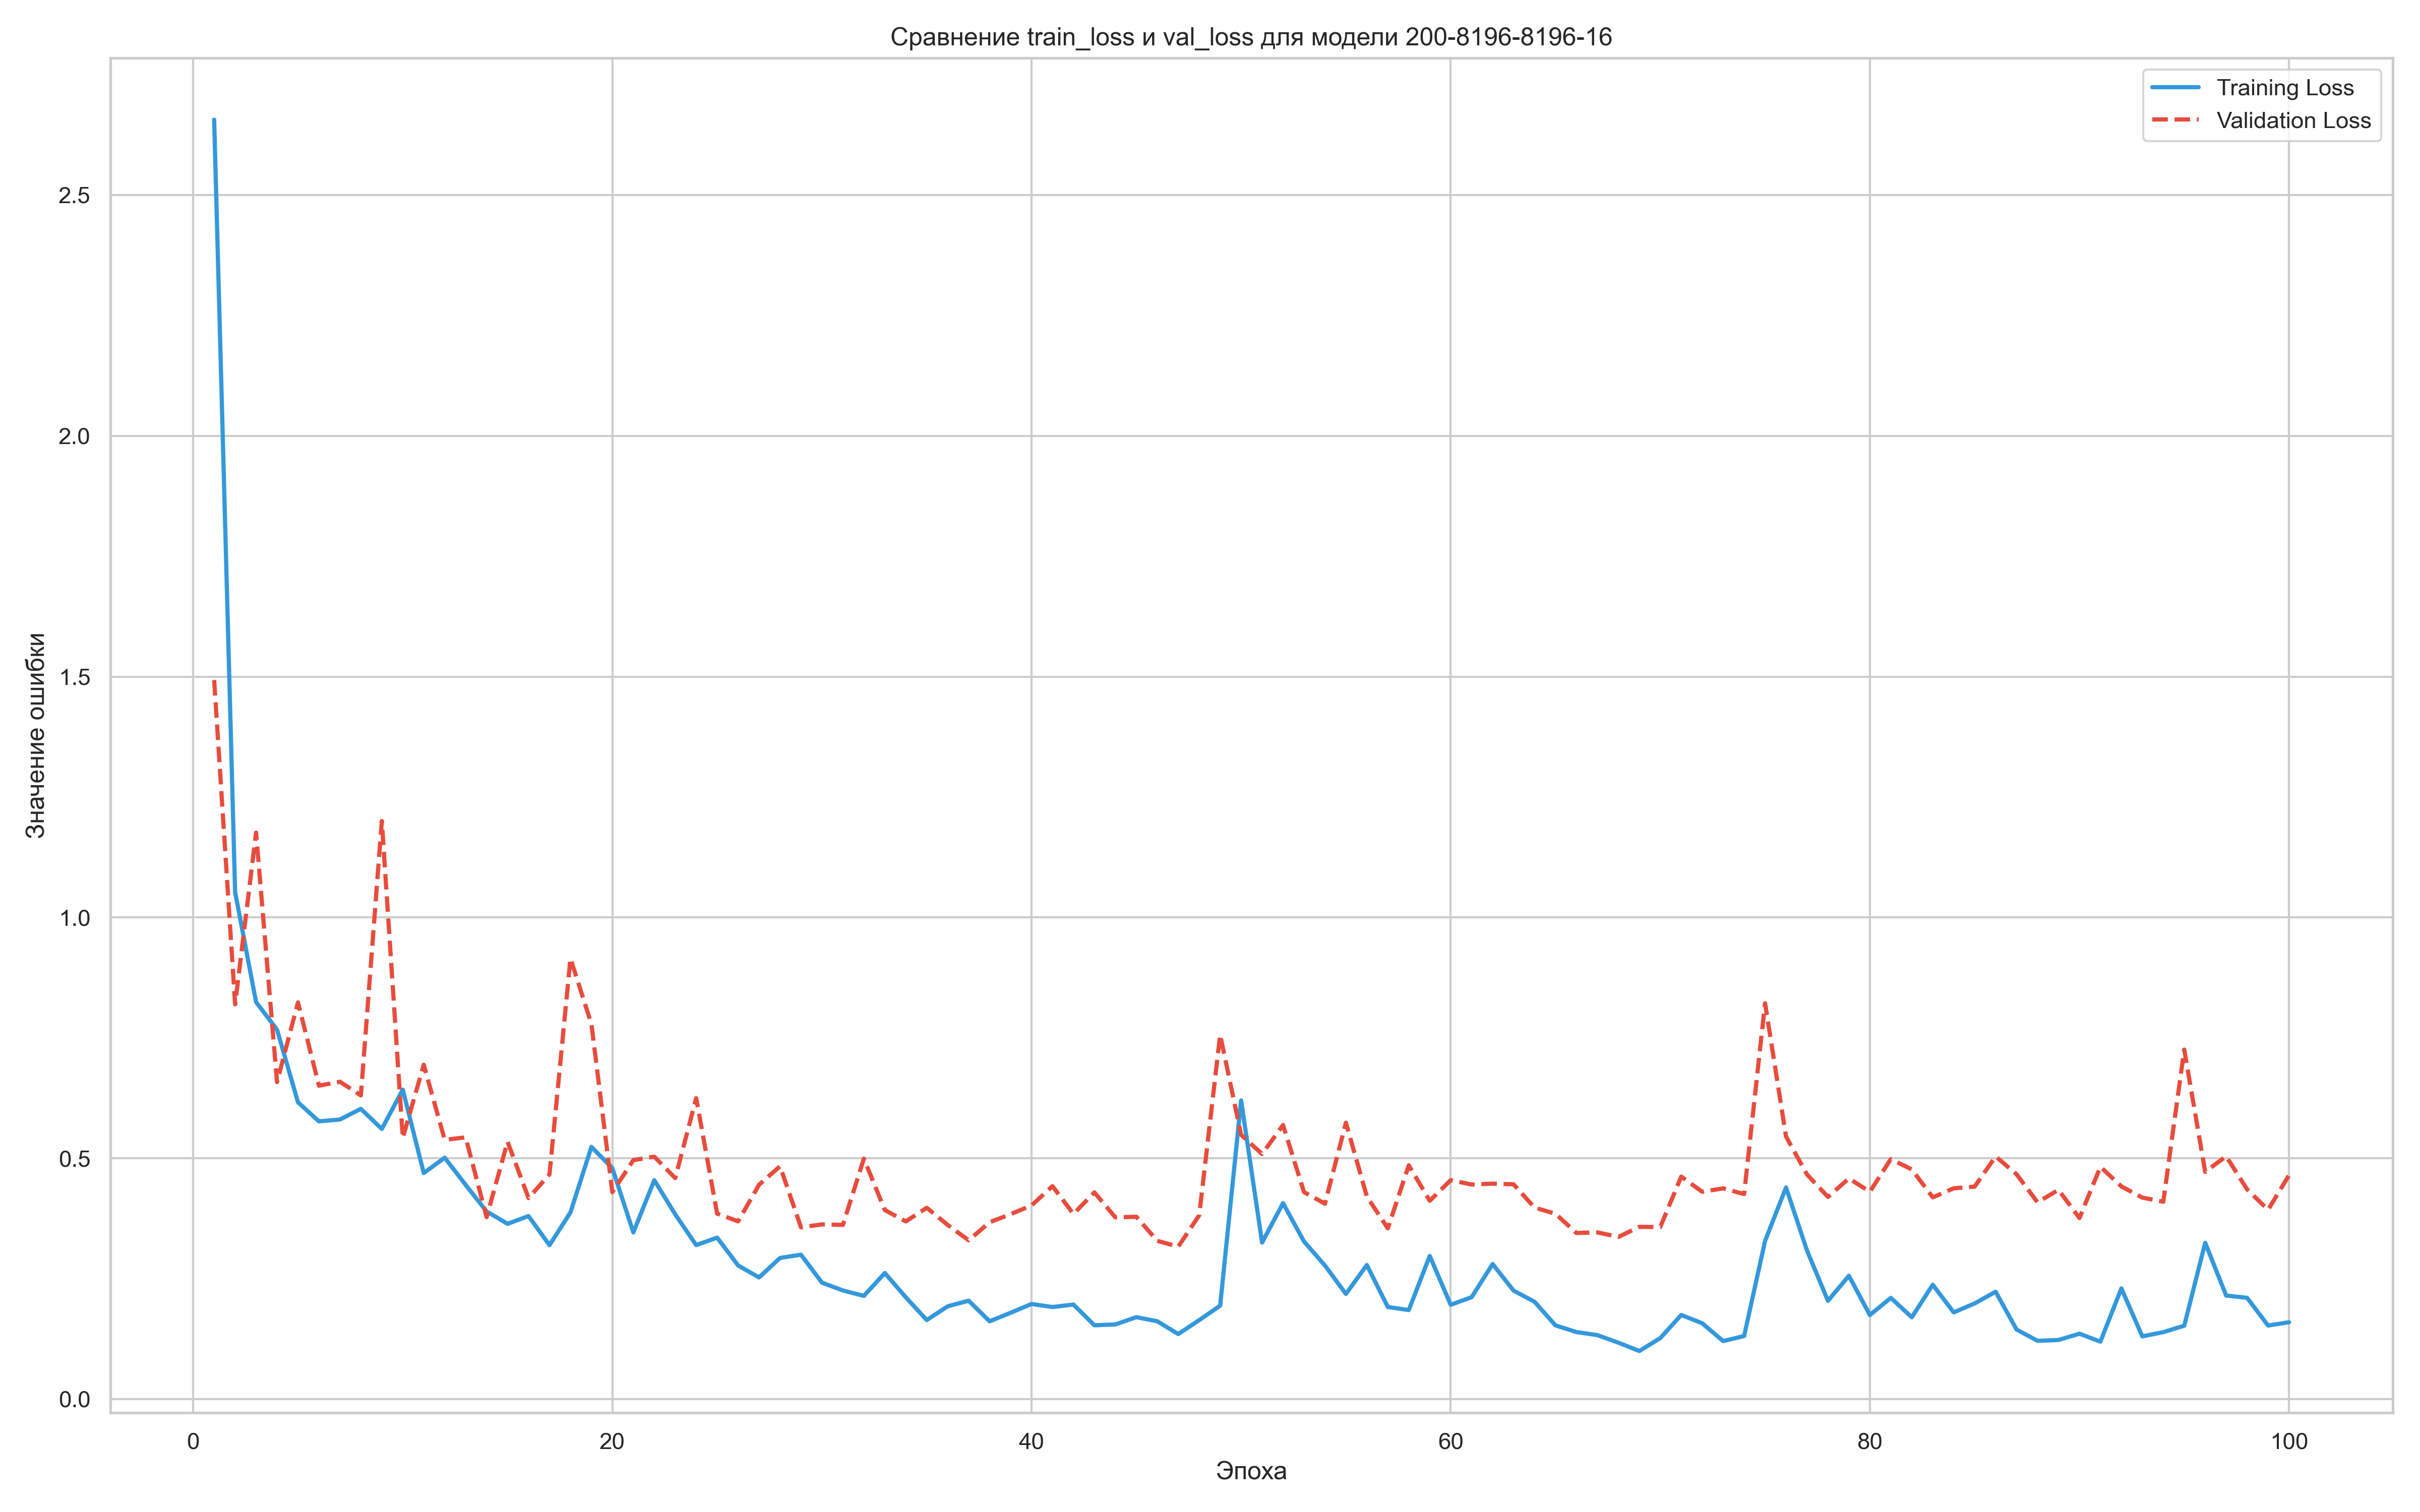 Сравнение train_loss и val_loss для модели 200-8196-8196-16
Training Loss
Validation Loss
2.5
2.0
1.5
1.0
0.5
0.0
Значение ошибки
0 20 40 60 80 100
Эпоха